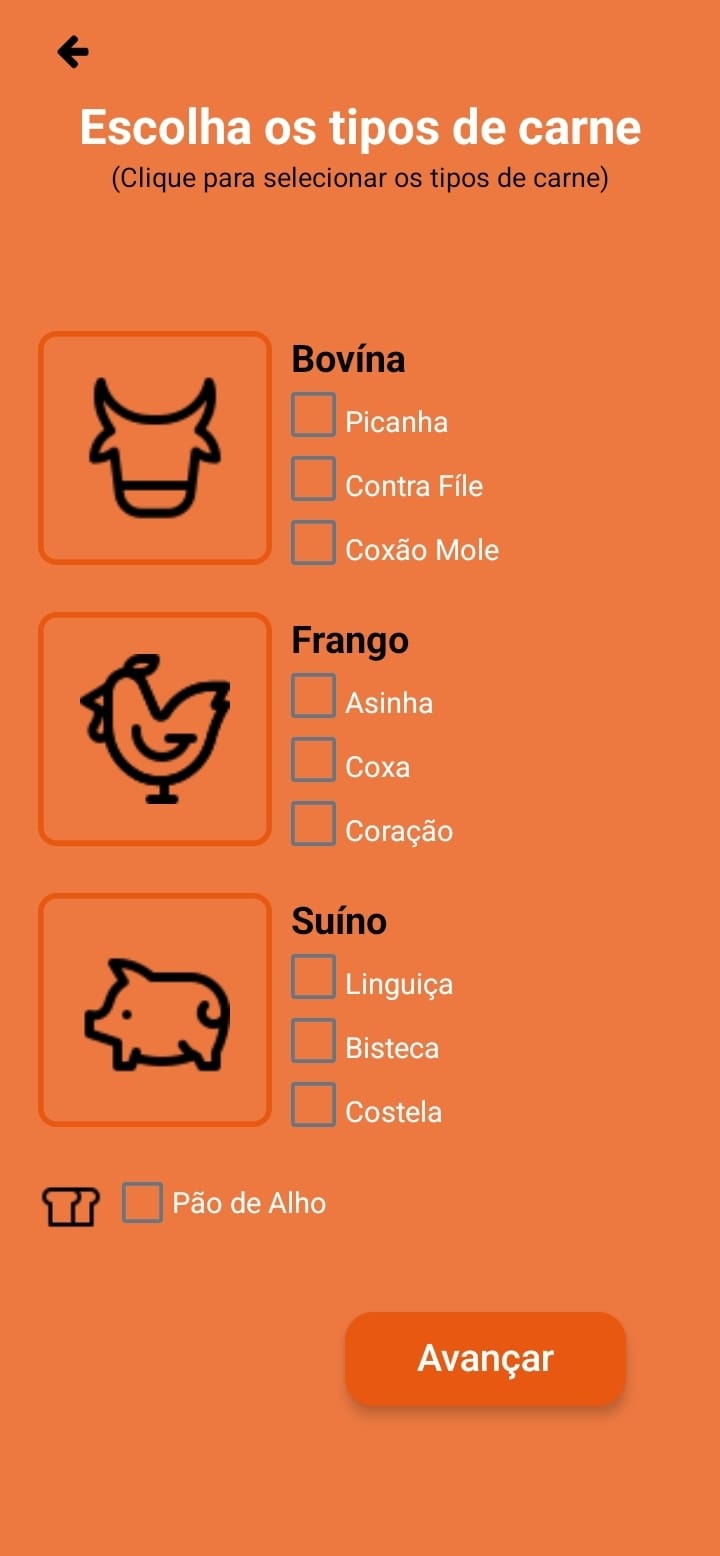 Escolha os tipos de carne
(Clique para selecionar os tipos de carne)
Bovína
Picanha
Contra Fíle
Coxão Mole
Frango
Asinha
Coxa
Coração
Suíno
Linguiça
Bisteca
Costela
Pão de Alho
Avançar